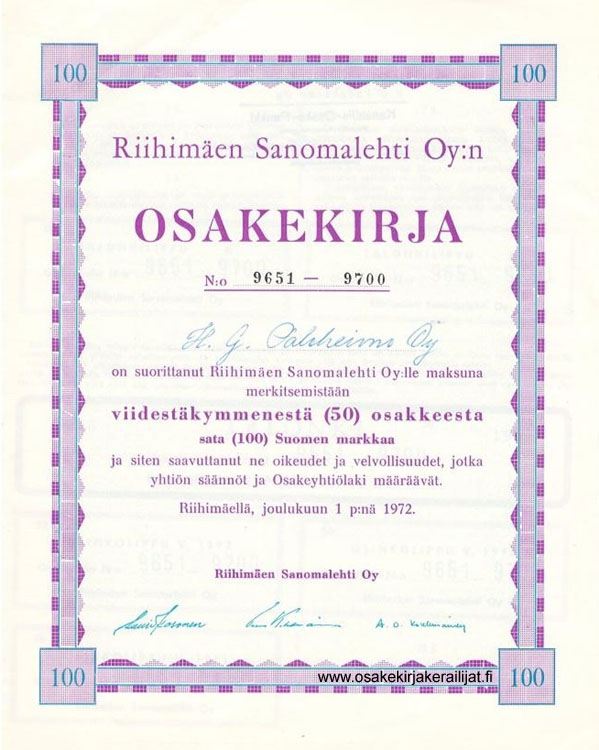 100 100
Riihimäen Sanomalehti Oy:n
OSAKEKIRJA
N:o 9651 — 9700
H. G. Paloheimo Oy
on suorittanut Riihimäen Sanomalehti Oy:lle maksuna
merkitsemistään
viidestäkymmenestä (50) osakkeesta
sata (100) Suomen markkaa
ja siten saavuttanut ne oikeudet ja velvollisuudet, jotka
yhtiön säännöt ja Osakeyhtiölaki määräävät.
Riihimäellä, joulukuun 1 p:nä 1972.
Riihimäen Sanomalehti Oy
A. O.
100 100
www.osakekirjakerailijat.fi